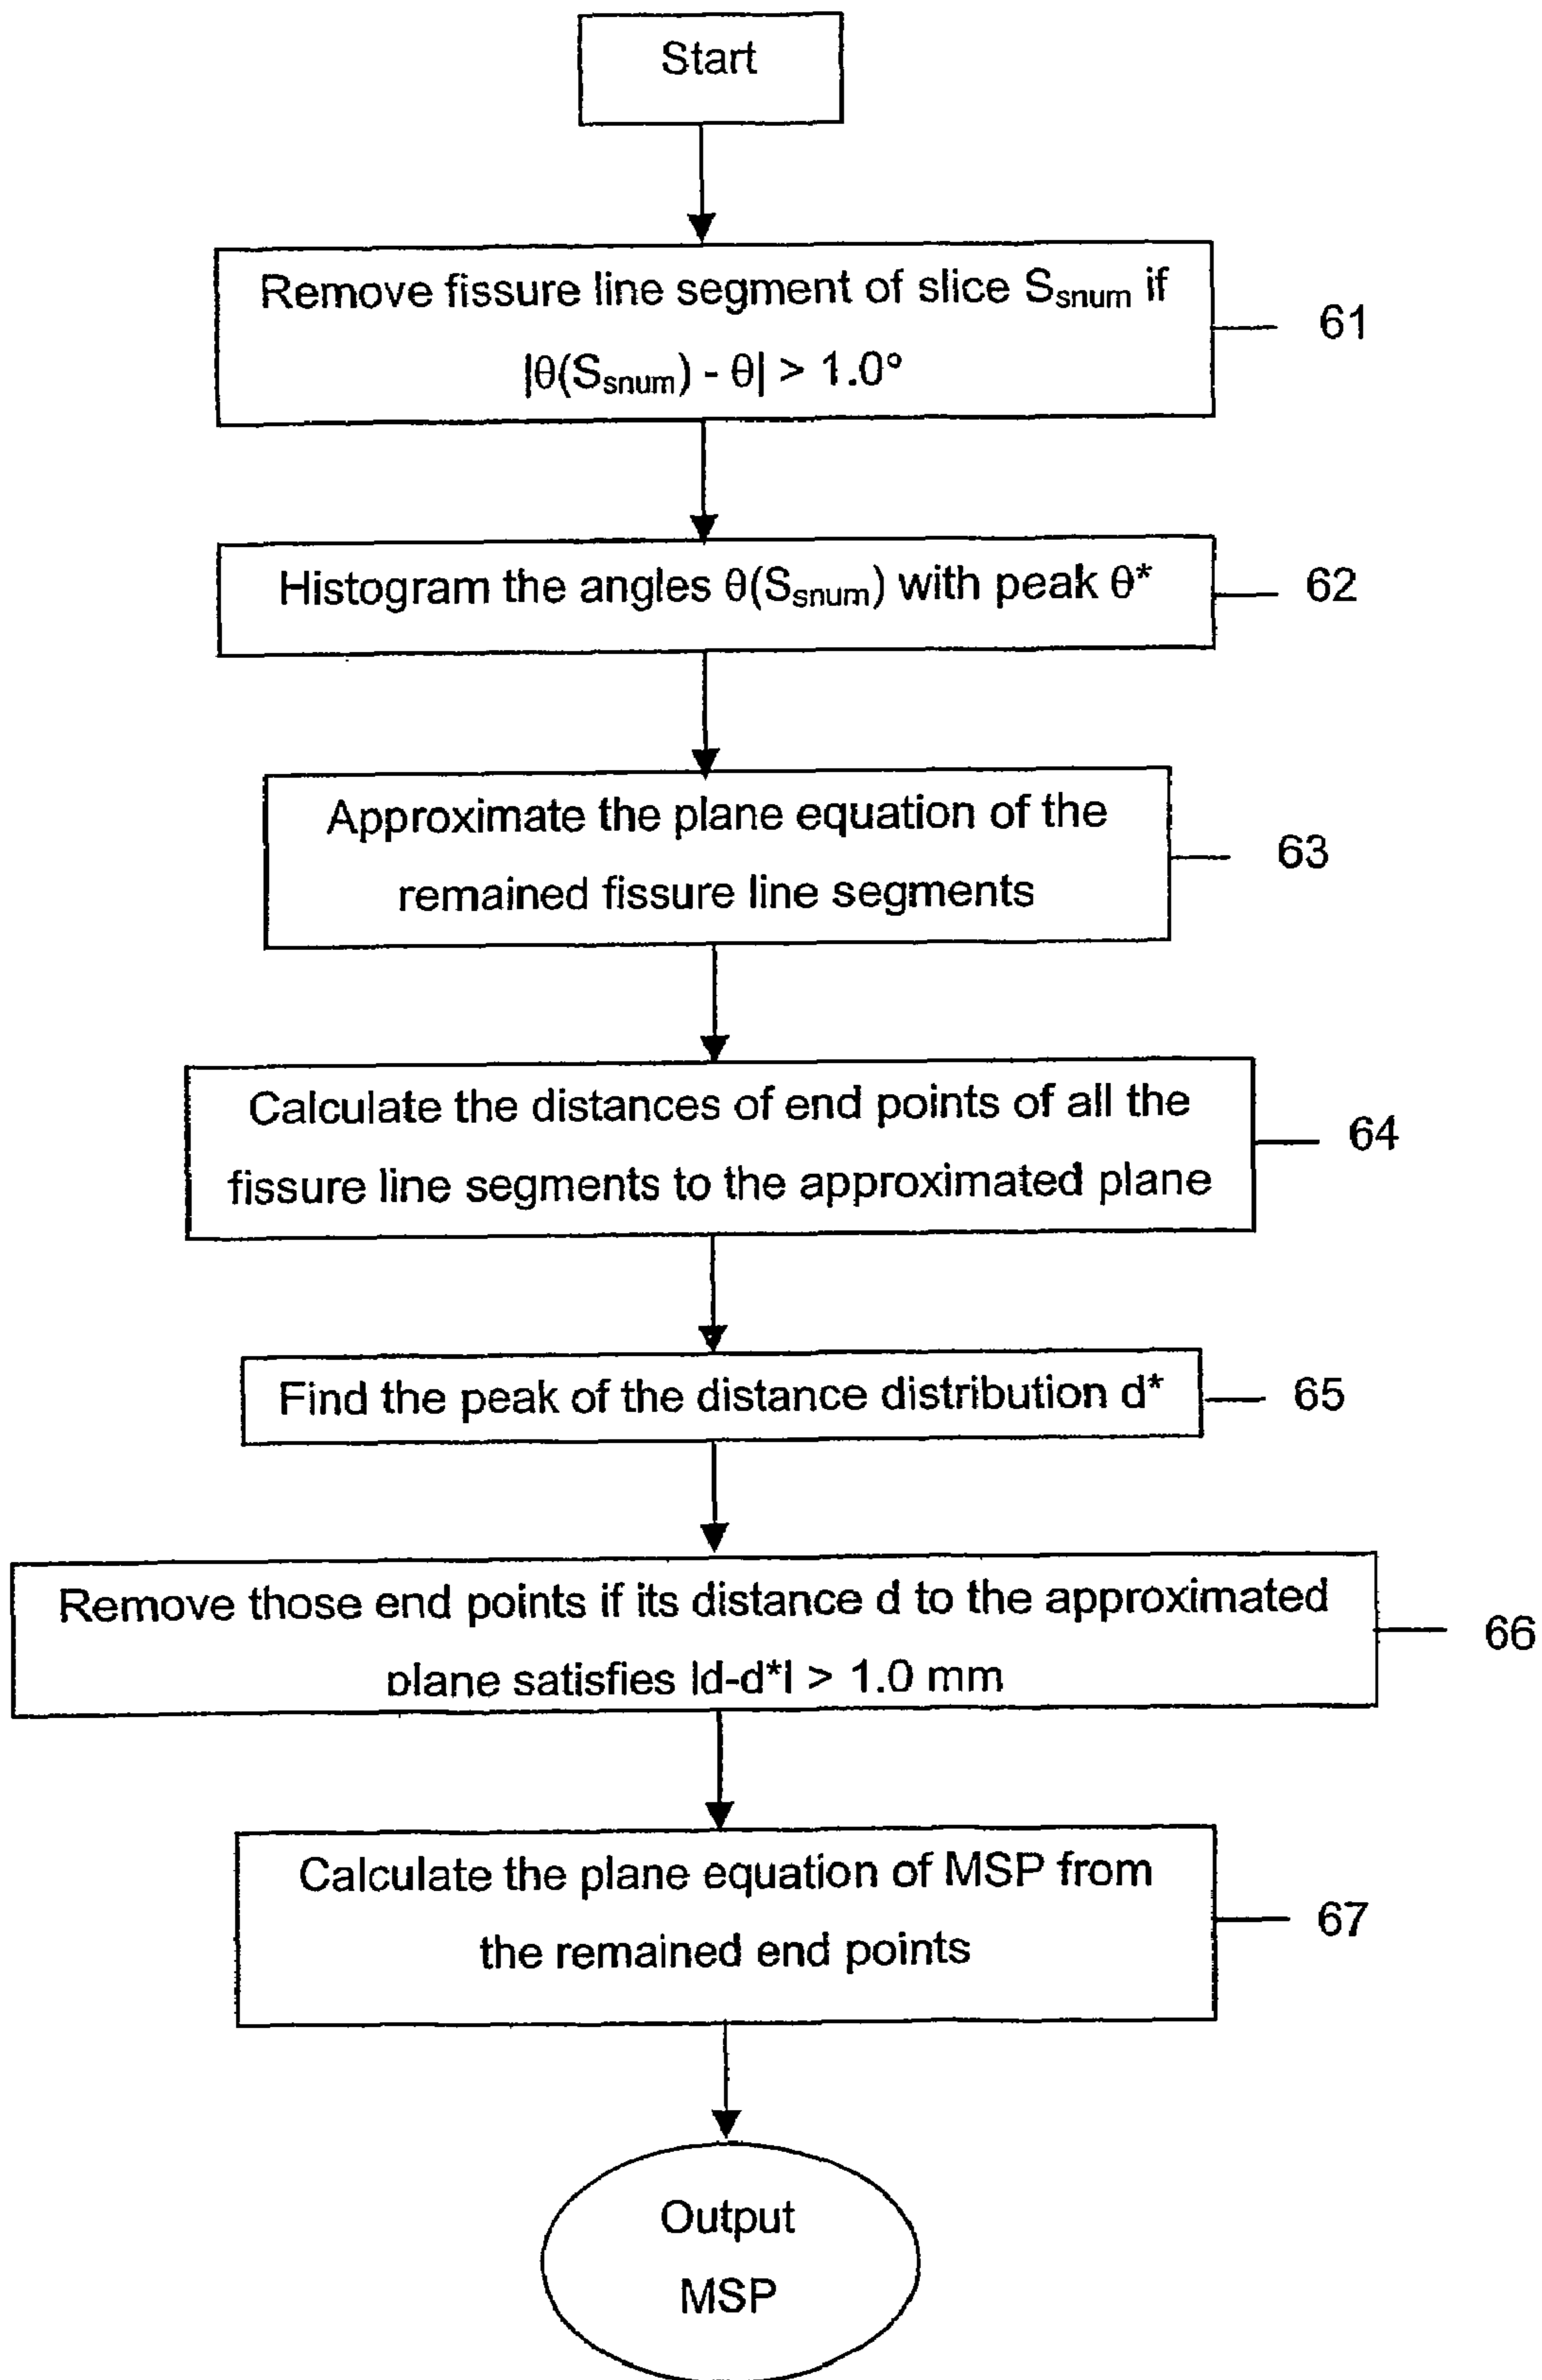 Start
Remove fissure line segment of slice Ssnum if
|θ(Ssnum) - θ| > 1.0°
61
Histogram the angles θ(Ssnum) with peak θ*
62
Approximate the plane equation of the
remained fissure line segments
63
Calculate the distances of end points of all the
fissure line segments to the approximated plane
64
Find the peak of the distance distribution d*
65
Remove those end points if its distance d to the approximated
plane satisfies |d-d*| > 1.0 mm
66
Calculate the plane equation of MSP from
the remained end points
67
Output
MSP